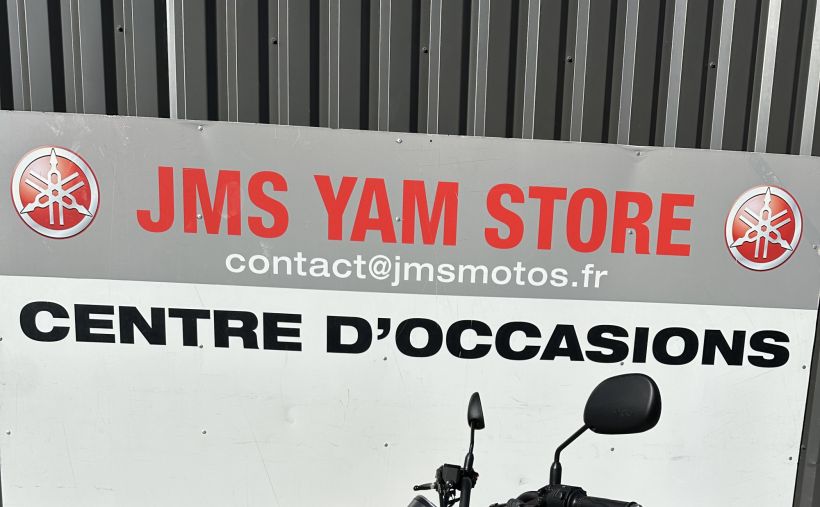 JMS YAM STORE
contact@jmsmotos.fr
CENTRE D'OCCASIONS